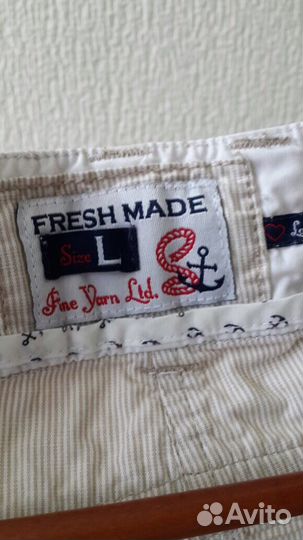 FRESH MADE
Size L
Fine Yarn Ltd.
Avito